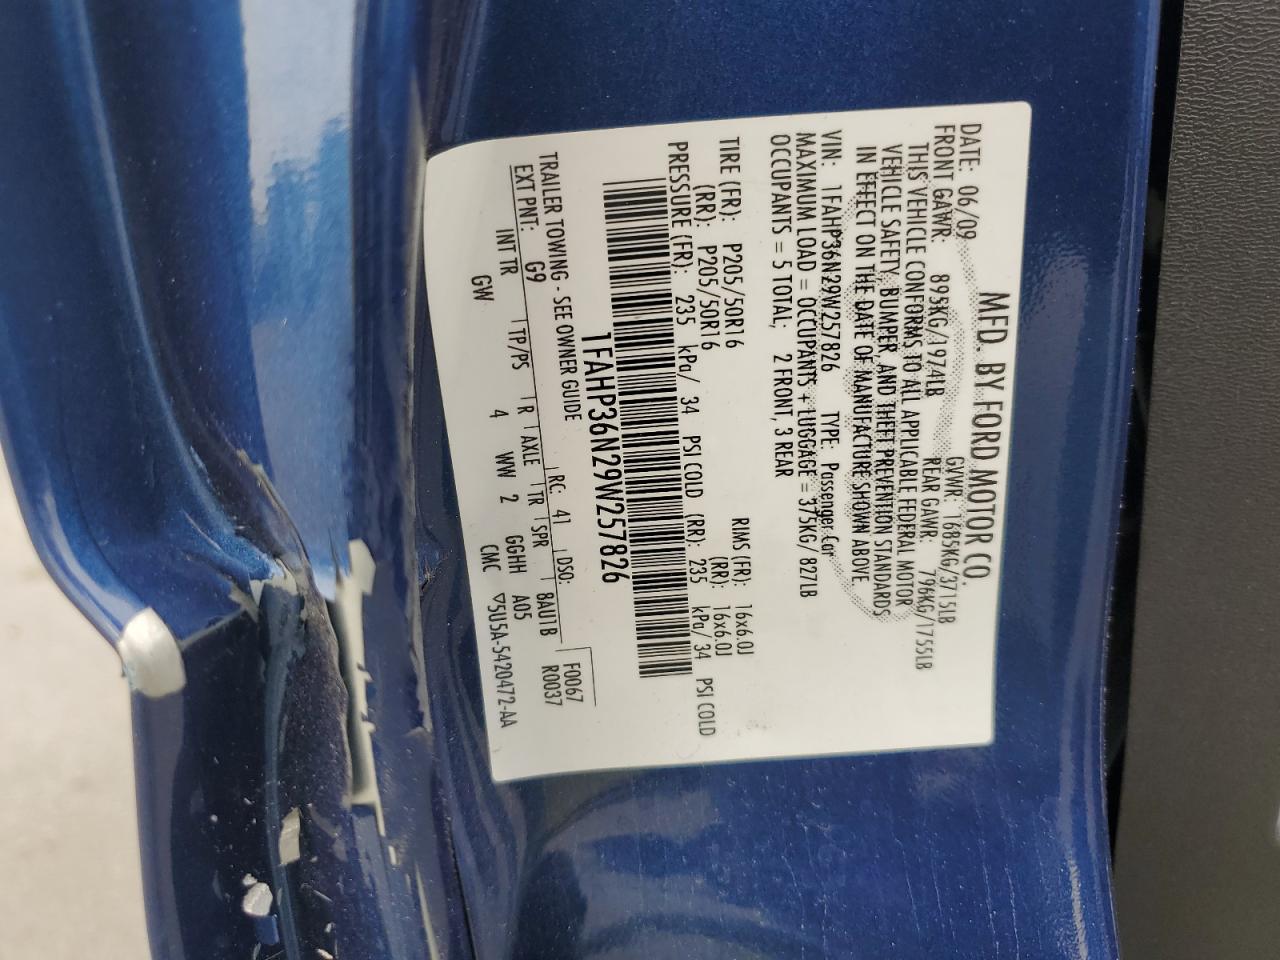 MFD. BY FORD MOTOR CO.
DATE: 06/09 GVWR: 1685KG/3715LB
FRONT GAWR: 895KG/1974LB REAR GAWR: 796KG/1755LB
THIS VEHICLE CONFORMS TO ALL APPLICABLE FEDERAL MOTOR
VEHICLE SAFETY, BUMPER, AND THEFT PREVENTION STANDARDS
IN EFFECT ON THE DATE OF MANUFACTURE SHOWN ABOVE
VIN: 1FAHP36N29W257826 TYPE: Passenger Car
MAXIMUM LOAD = OCCUPANTS + LUGGAGE = 375KG/ 827LB
OCCUPANTS = 5 TOTAL; 2 FRONT, 3 REAR
TIRE (FR): P205/50R16 RIMS (FR): 16x6.0J
(RR): P205/50R16 (RR): 16x6.0J
PRESSURE (FR): 235 kPa/ 34 PSI COLD (RR): 235 kPa/ 34 PSI COLD
1FAHP36N29W257826
F0067
TRAILER TOWING - SEE OWNER GUIDE RC: 41 DSO: R0037
EXT PNT: G9
INT TR TP/PS R AXLE TR SPR 8AU1B
GW 4 WW 2 GGHH A05
CMC ▽5U5A-5420472-AA